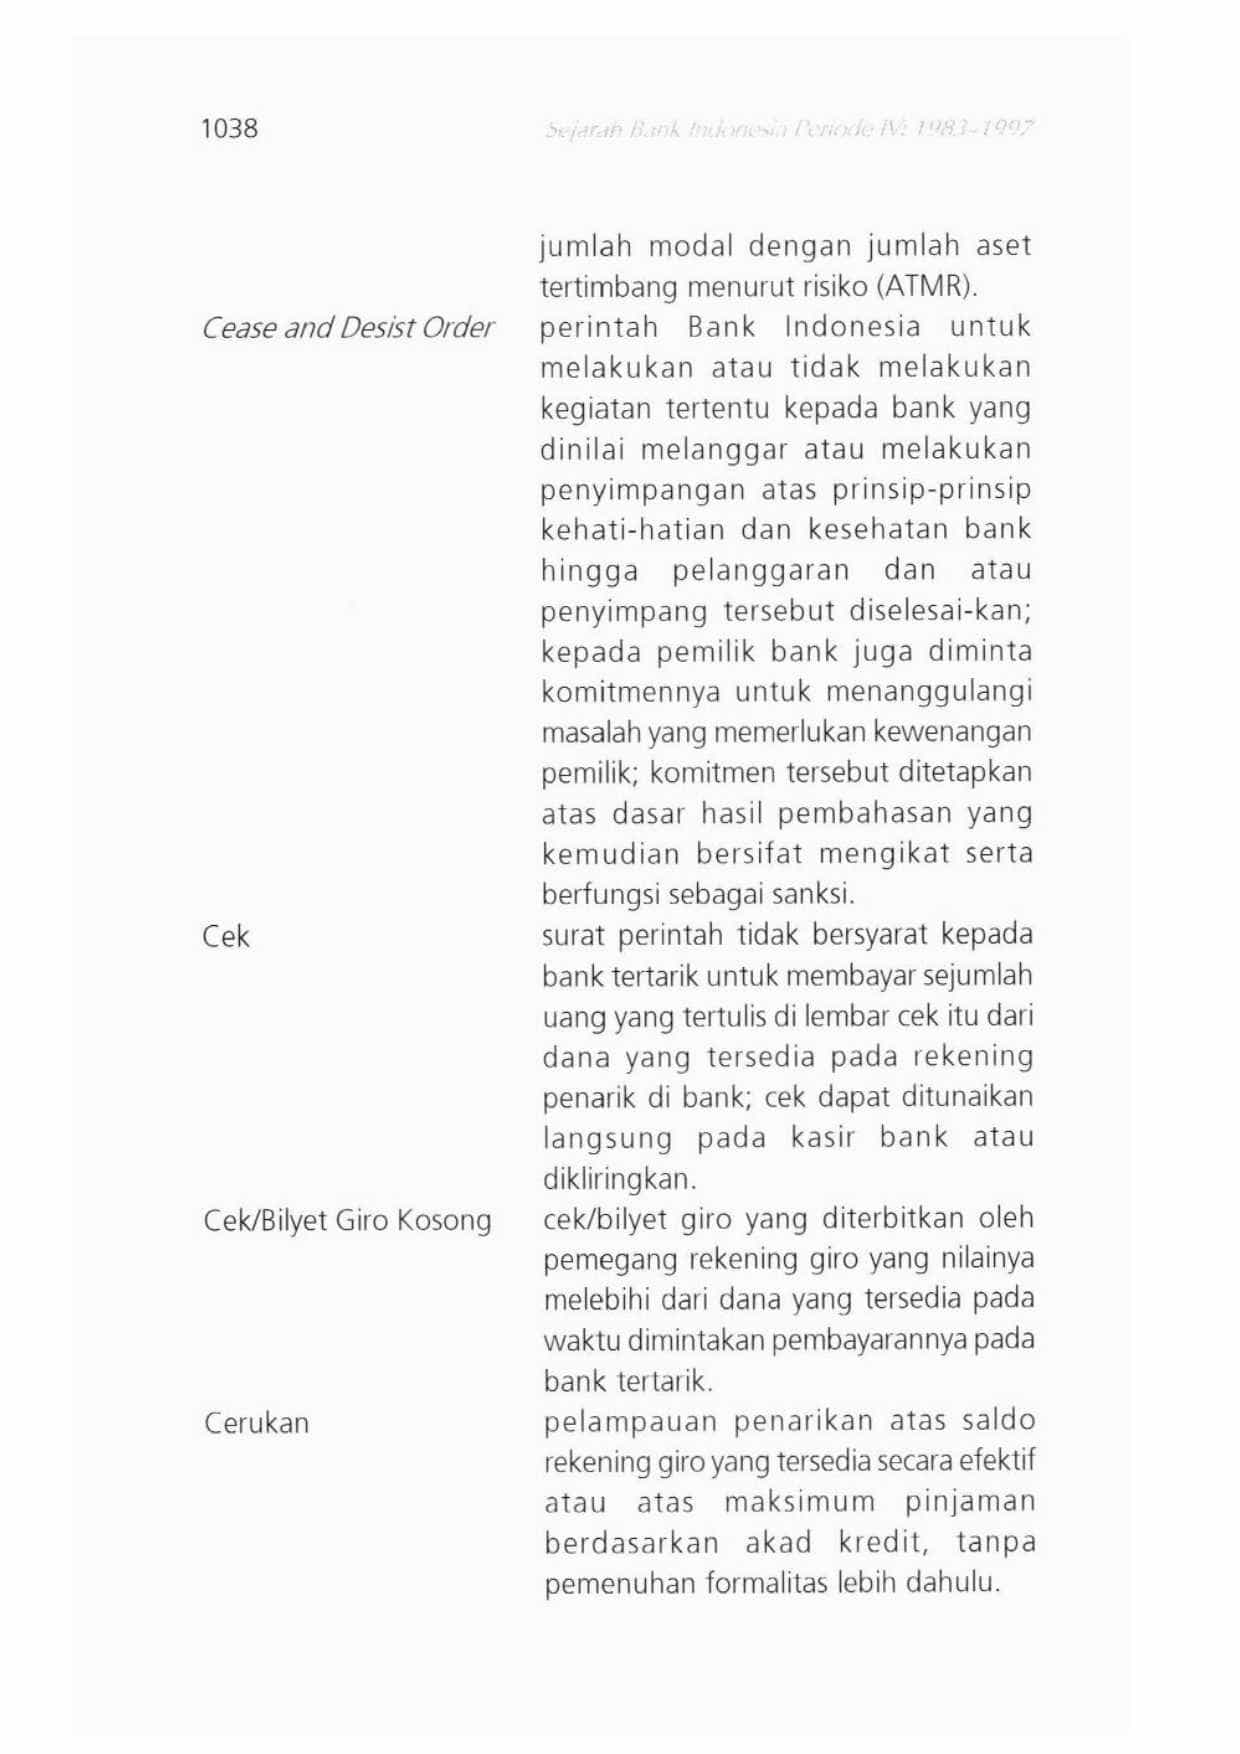 1038 Sejarah Bank Indonesia Periode IV: 1983-1997
jumlah modal dengan jumlah aset
tertimbang menurut risiko (ATMR).
Cease and Desist Order perintah Bank Indonesia untuk
melakukan atau tidak melakukan
kegiatan tertentu kepada bank yang
dinilai melanggar atau melakukan
penyimpangan atas prinsip-prinsip
kehati-hatian dan kesehatan bank
hingga pelanggaran dan atau
penyimpang tersebut diselesai-kan;
kepada pemilik bank juga diminta
komitmennya untuk menanggulangi
masalah yang memerlukan kewenangan
pemilik; komitmen tersebut ditetapkan
atas dasar hasil pembahasan yang
kemudian bersifat mengikat serta
berfungsi sebagai sanksi.
Cek surat perintah tidak bersyarat kepada
bank tertarik untuk membayar sejumlah
uang yang tertulis di lembar cek itu dari
dana yang tersedia pada rekening
penarik di bank; cek dapat ditunaikan
langsung pada kasir bank atau
dikliringkan.
Cek/Bilyet Giro Kosong cek/bilyet giro yang diterbitkan oleh
pemegang rekening giro yang nilainya
melebihi dari dana yang tersedia pada
waktu dimintakan pembayarannya pada
bank tertarik.
Cerukan pelampauan penarikan atas saldo
rekening giro yang tersedia secara efektif
atau atas maksimum pinjaman
berdasarkan akad kredit, tanpa
pemenuhan formalitas lebih dahulu.